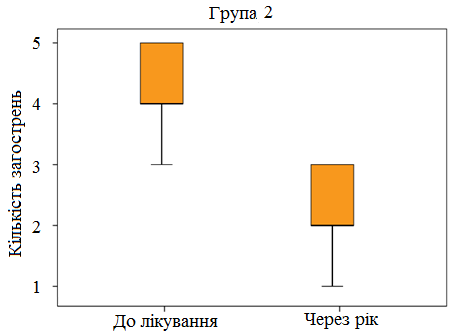 Група 2
Кількість загострень
5
4
3
2
1
До лікування
Через рік